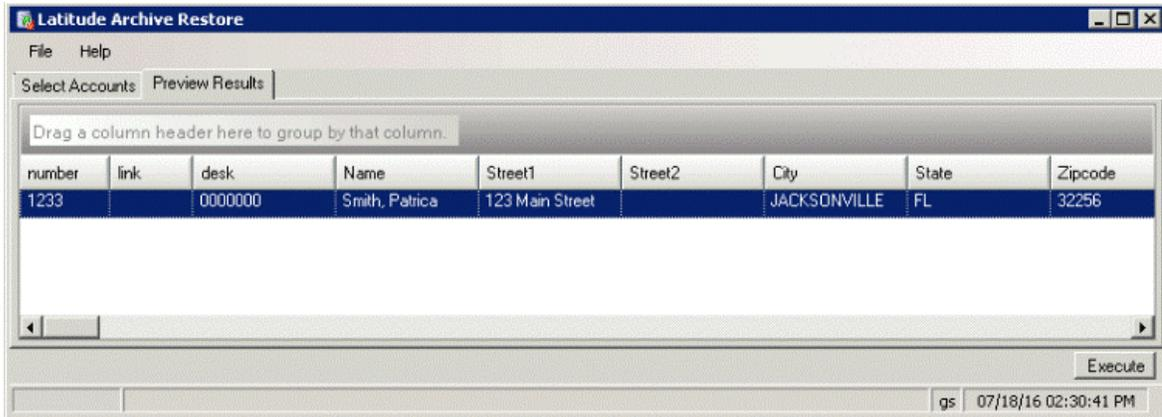 Latitude Archive Restore
File Help
Select Accounts Preview Results
Drag a column header here to group by that column.
number link desk Name Street1 Street2 City State Zipcode
1233 0000000 Smith, Patrica 123 Main Street JACKSONVILLE FL 32256
Execute
gs 07/18/16 02:30:41 PM